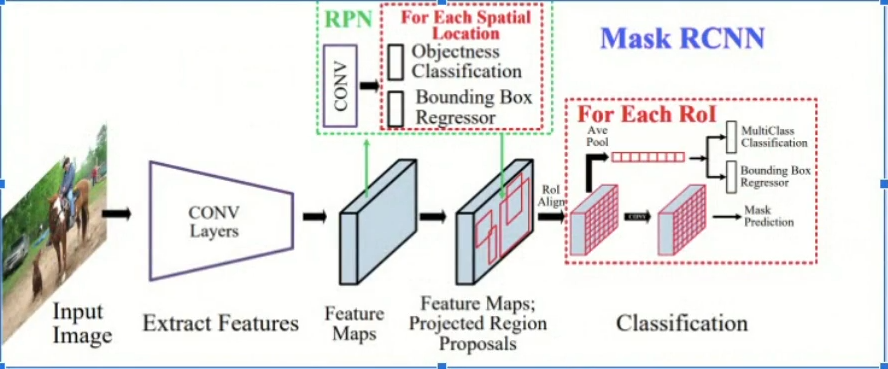 RPN
For Each Spatial
Location
Objectness
Classification
Bounding Box
Regressor
CONV
Mask RCNN
For Each RoI
Ave
Pool
MultiClass
Classification
Bounding Box
Regressor
CONV
Layers
RoI
Align
CONV
Mask
Prediction
Input
Image
Extract Features
Feature
Maps
Feature Maps;
Projected Region
Proposals
Classification